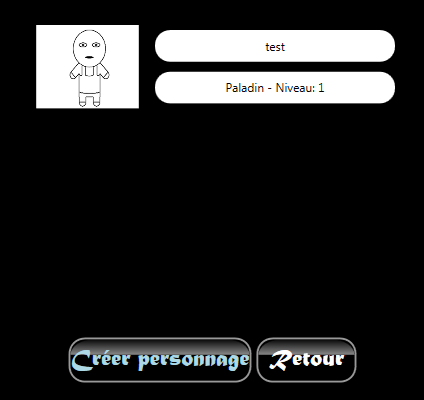 test
Paladin - Niveau: 1
Créer personnage
Retour